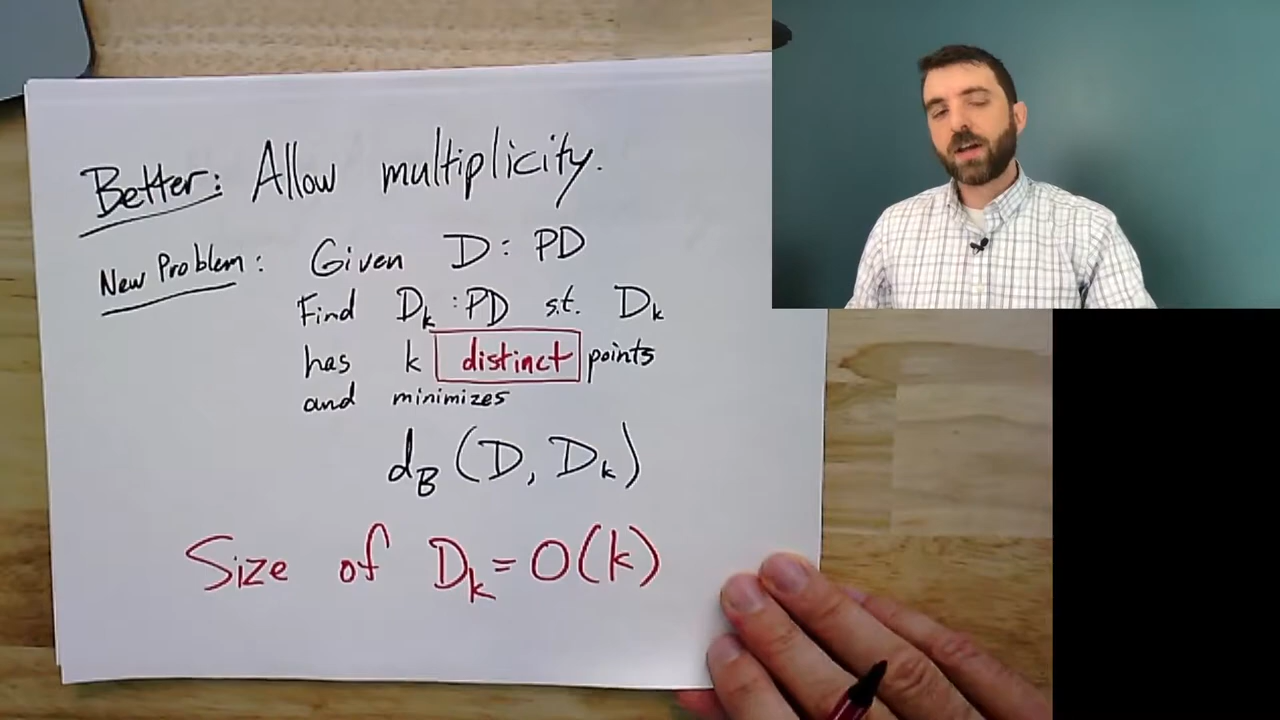 Better: Allow multiplicity.
New Problem: Given D: PD
Find Dk : PD s.t. Dk
has k distinct points
and minimizes
dB (D, Dk)
Size of Dk = O(k)